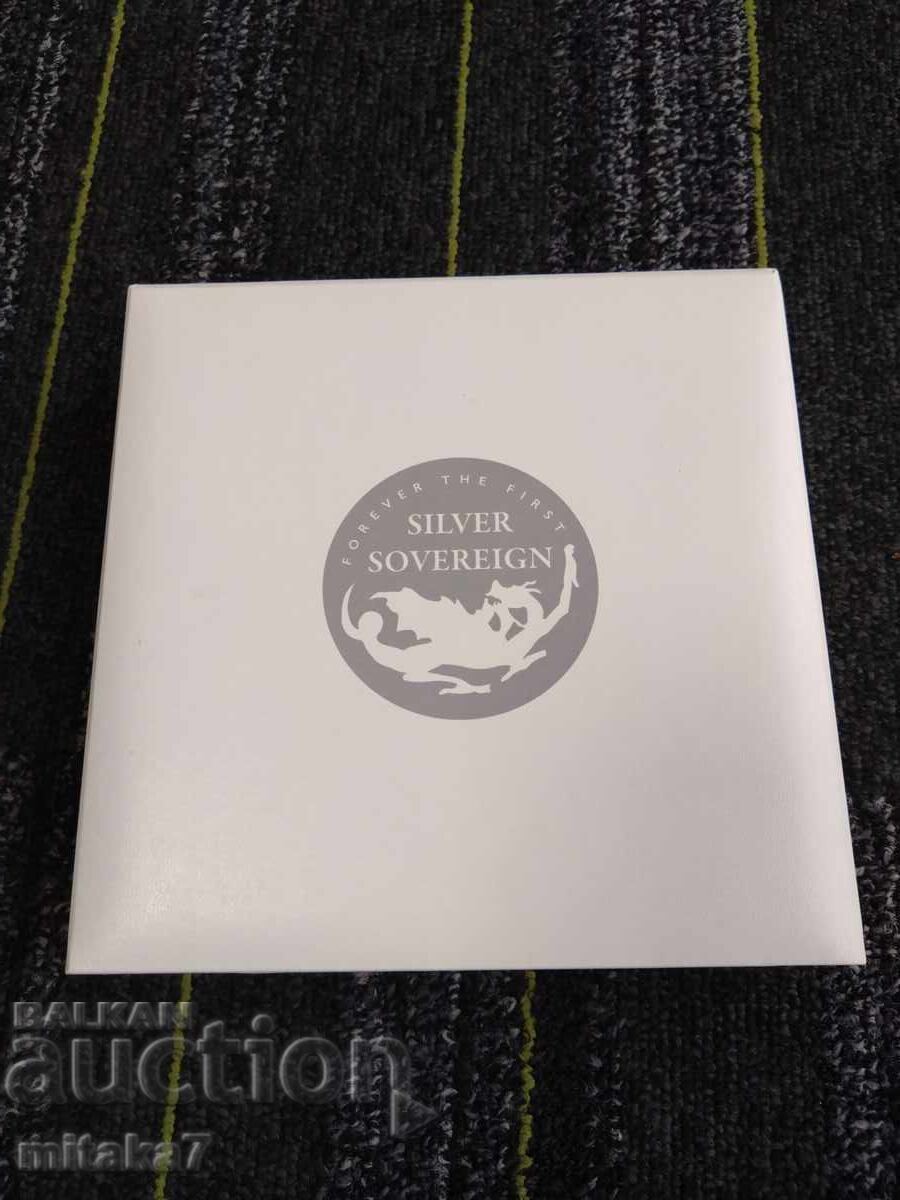 FOREVER THE FIRST
SILVER
SOVEREIGN
BALKAN
auction
mitaka7